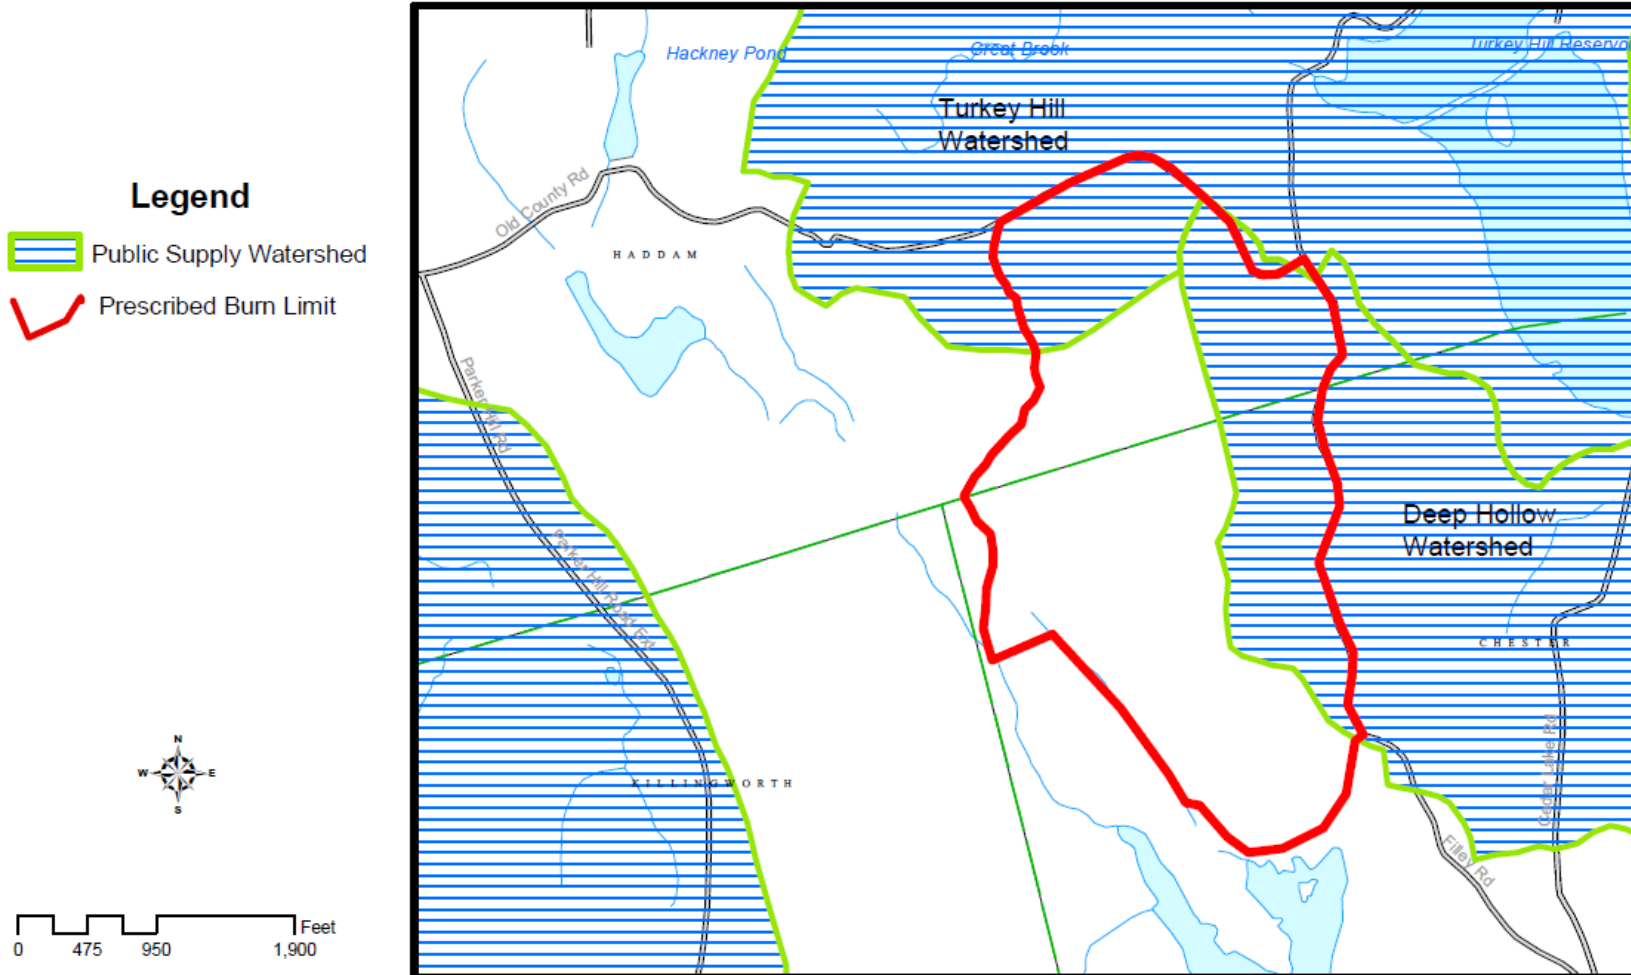 Hackney Pond
Great Brook
Turkey Hill Reservo
Turkey Hill
Watershed
Legend
Public Supply Watershed
Prescribed Burn Limit
Old County Rd
HADDAM
Parker Hill Rd
Parker Hill Road Ext
Deep Hollow
Watershed
CHESTER
KILLINGWORTH
Cedar Lake Rd
Filley Rd
N
W E
S
Feet
0 475 950 1,900